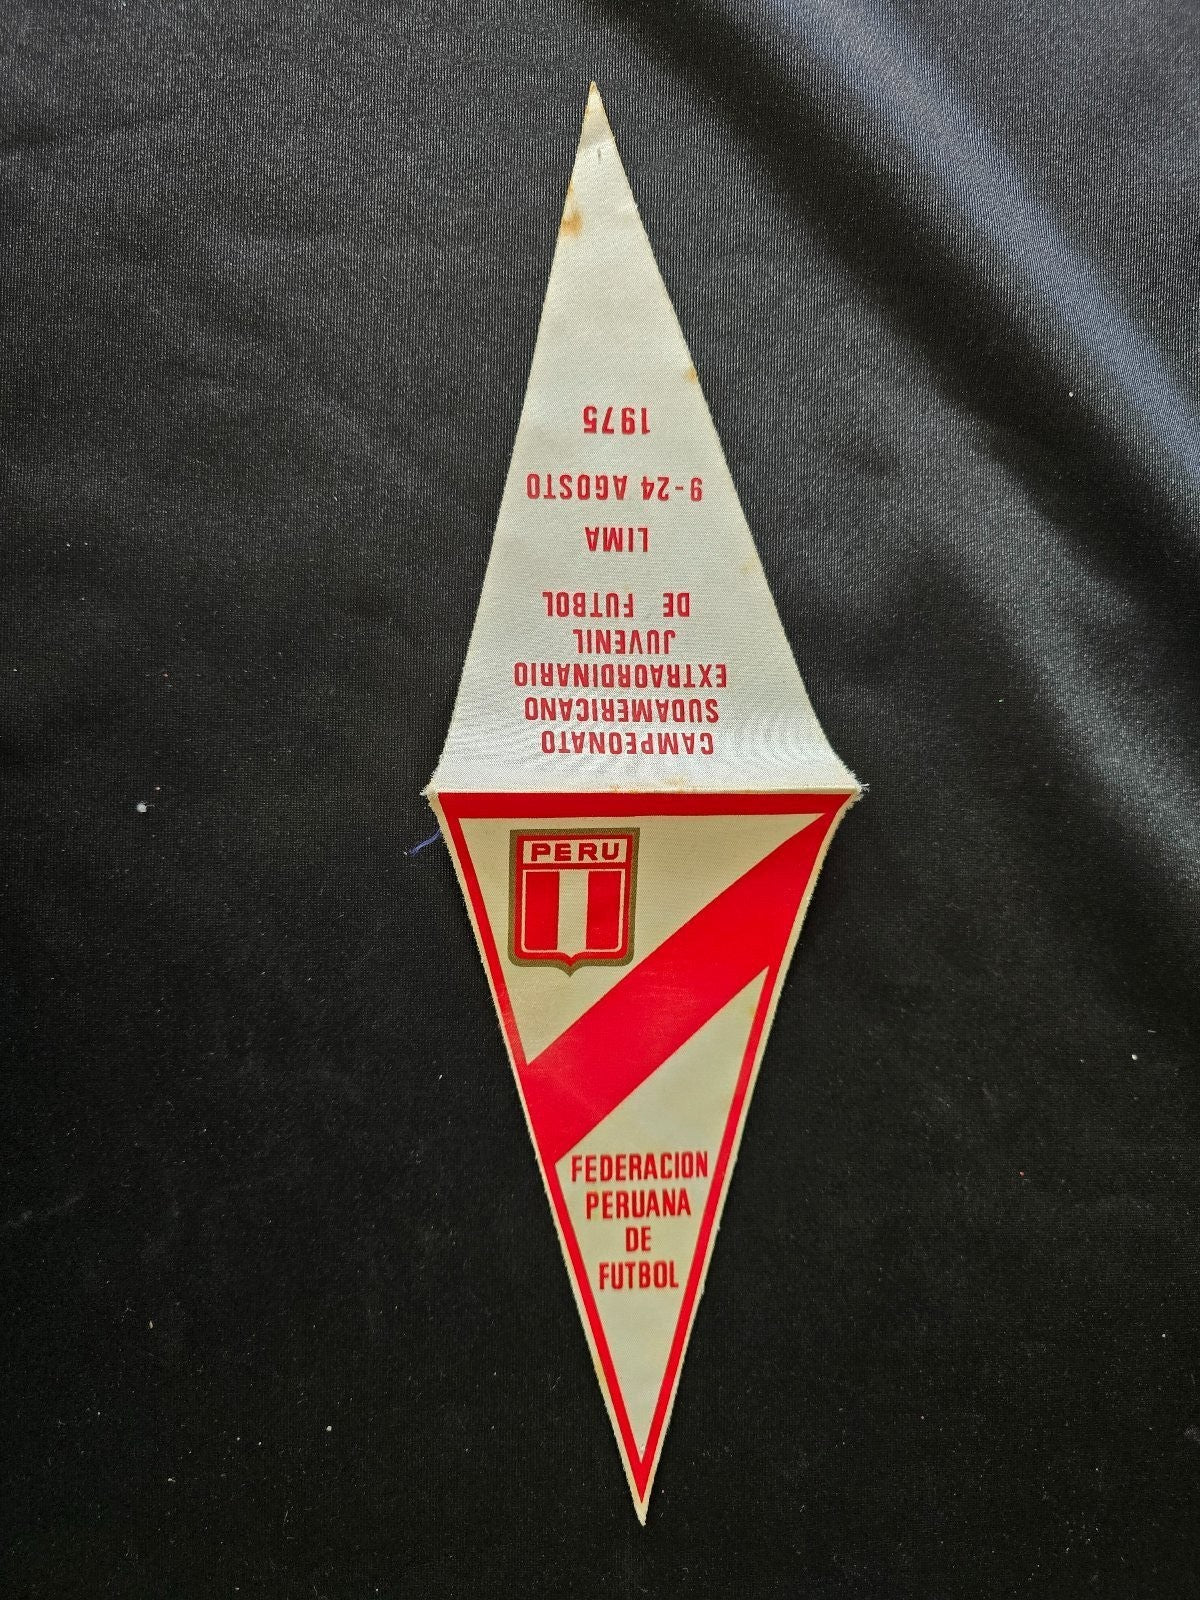 CAMPEONATO
SUDAMERICANO
EXTRAORDINARIO
JUVENIL
DE FUTBOL
LIMA
9-24 AGOSTO
1975
PERU
FEDERACION
PERUANA
DE
FUTBOL